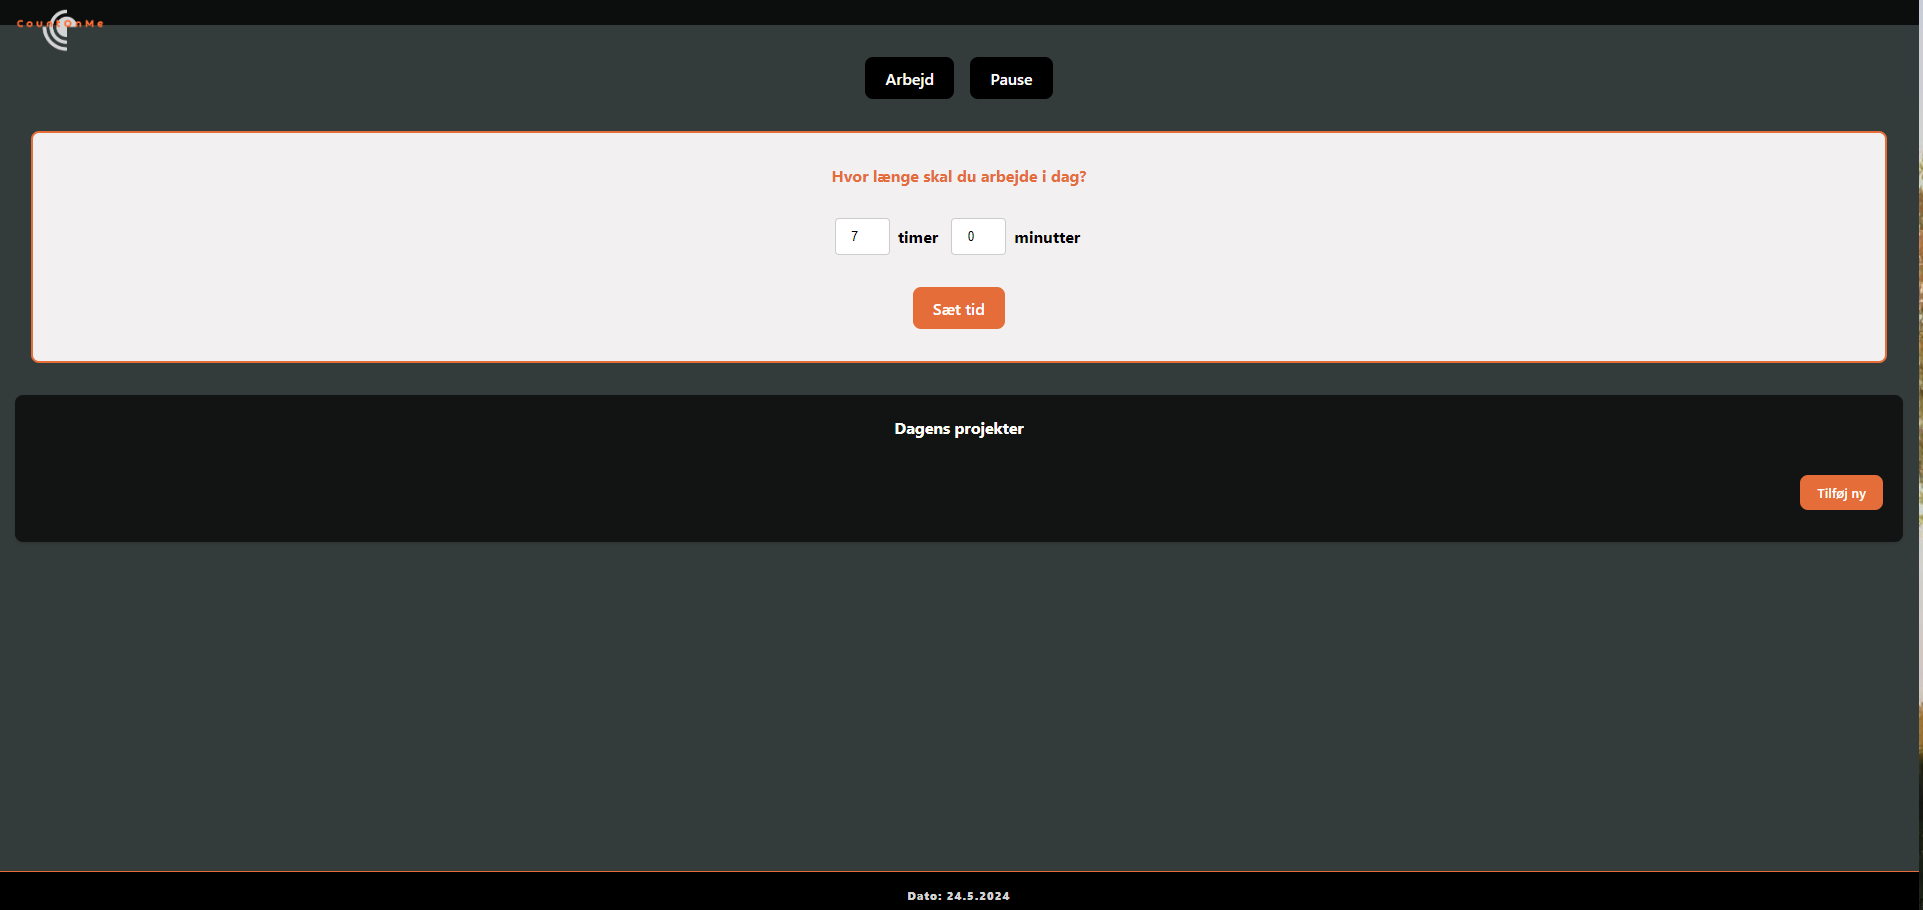 CountOnMe
Arbejd Pause
Hvor længe skal du arbejde i dag?
7 timer 0 minutter
Sæt tid
Dagens projekter
Tilføj ny
Dato: 24.5.2024